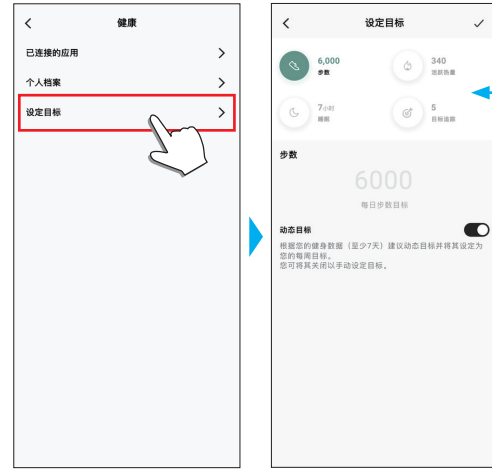 健康
已连接的应用
个人档案
设定目标
设定目标
6,000
步数
340
活跃热量
7小时
睡眠
5
目标追踪
步数
6000
每日步数目标
动态目标
根据您的健身数据（至少7天）建议动态目标并将其设定为
您的每周目标。
您可将其关闭以手动设定目标。